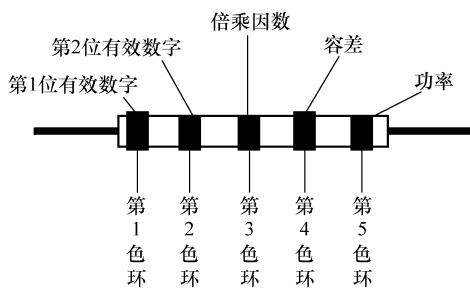 倍乘因数
第2位有效数字
容差
第1位有效数字
功率
第1色环
第2色环
第3色环
第4色环
第5色环